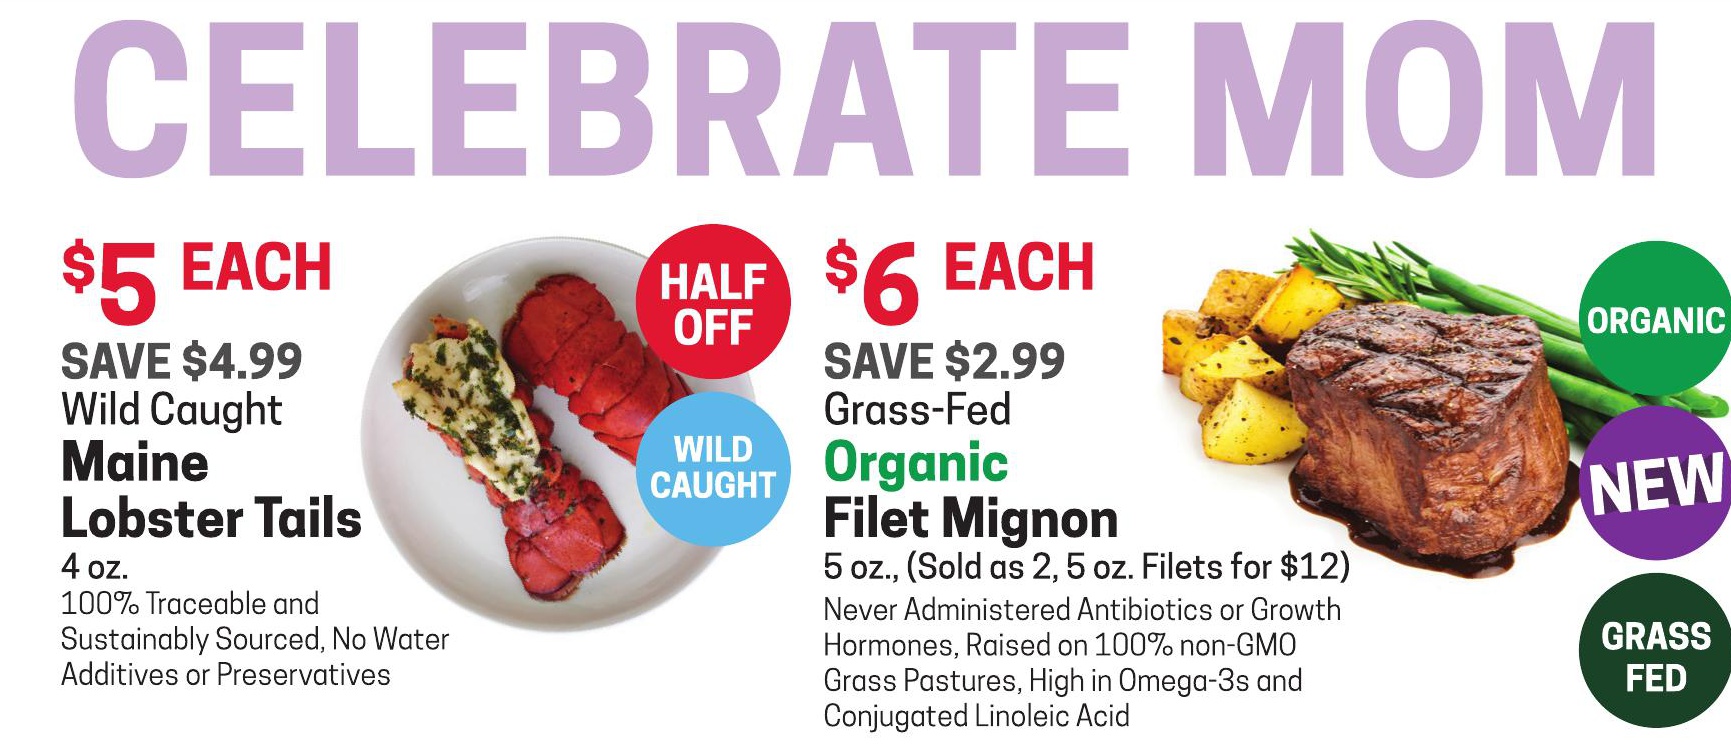 CELEBRATE MOM
$5 EACH
SAVE $4.99
Wild Caught
Maine
Lobster Tails
4 oz.
100% Traceable and
Sustainably Sourced, No Water
Additives or Preservatives
HALF
OFF
WILD
CAUGHT
$6 EACH
SAVE $2.99
Grass-Fed
Organic
Filet Mignon
5 oz., (Sold as 2, 5 oz. Filets for $12)
Never Administered Antibiotics or Growth
Hormones, Raised on 100% non-GMO
Grass Pastures, High in Omega-3s and
Conjugated Linoleic Acid
ORGANIC
NEW
GRASS
FED